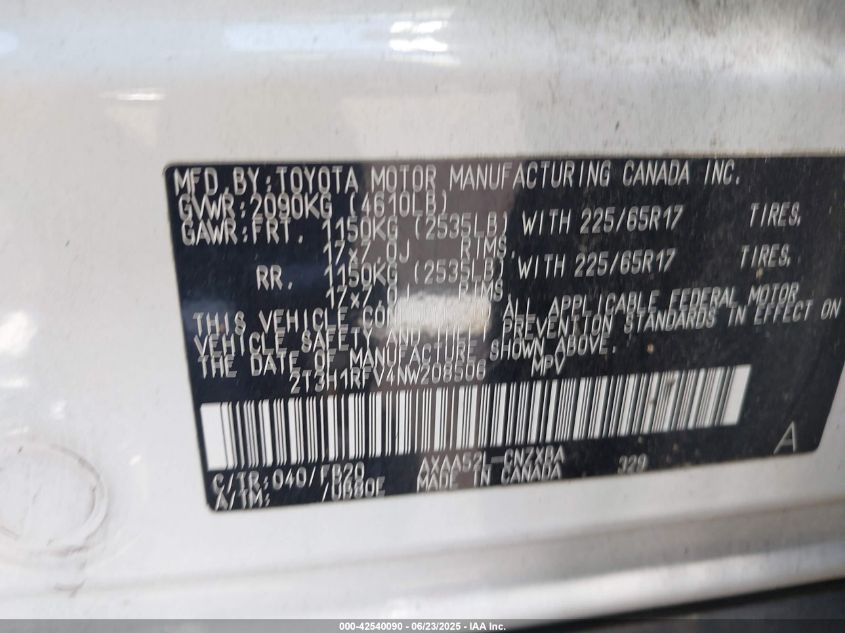 MFD. BY: TOYOTA MOTOR MANUFACTURING CANADA INC.
GVWR: 2090KG (4610LB)
GAWR: FRT. 1150KG (2535LB) WITH 225/65R17 TIRES,
17x7.0J RIMS,
RR. 1150KG (2535LB) WITH 225/65R17 TIRES,
17x7.0J RIMS
THIS VEHICLE ALL APPLICABLE FEDERAL MOTOR
VEHICLE SAFETY AND PREVENTION STANDARDS IN EFFECT ON
THE DATE OF MANUFACTURE SHOWN ABOVE.
2T3H1RFV4NW208506 MPV
C/TR: 040/FB20 AXAA52L-CNZXBA 329 A
A/TM: /UB80E MADE IN CANADA
000-42540090 - 06/23/2025 - IAA Inc.